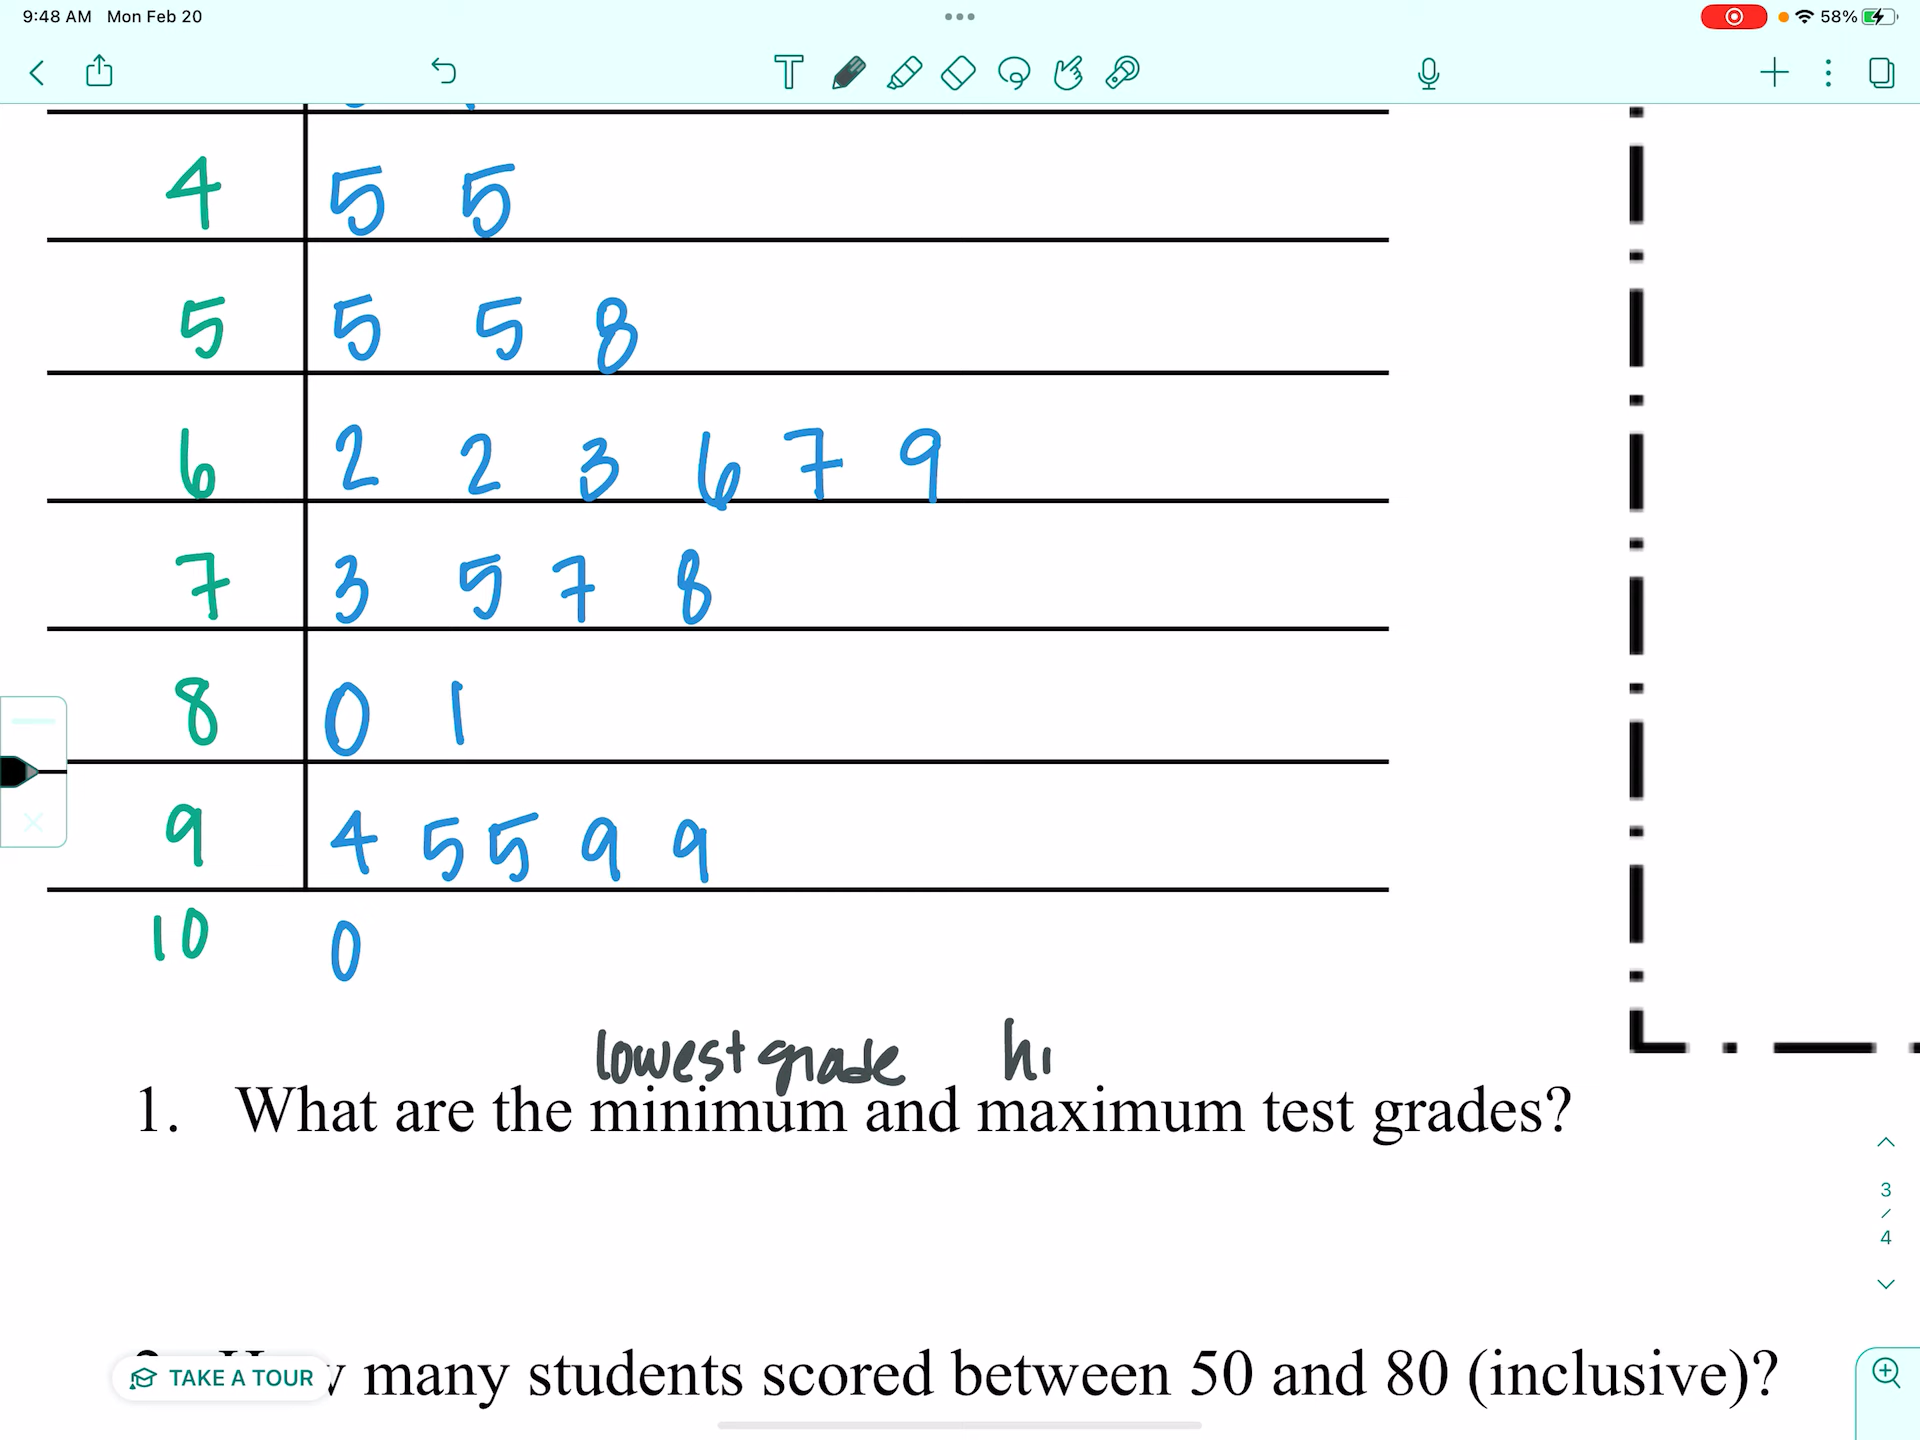 9:48 AM Mon Feb 20
58%
T
4 5 5
5 5 5 8
6 2 2 3 6 7 9
7 3 5 7 8
8 0 1
9 4 5 5 9 9
10 0
lowest grade hi
1. What are the minimum and maximum test grades?
3
/
4
many students scored between 50 and 80 (inclusive)?
TAKE A TOUR